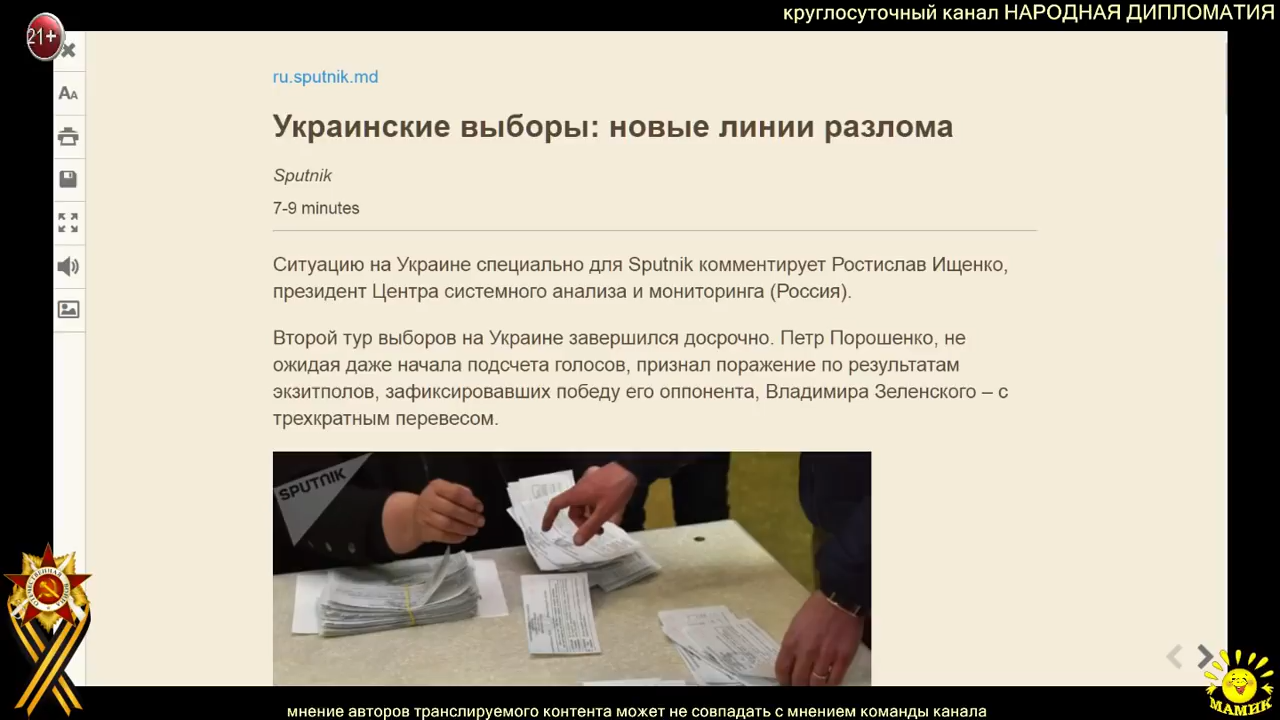 круглосуточный канал НАРОДНАЯ ДИПЛОМАТИЯ
21+
ru.sputnik.md
Украинские выборы: новые линии разлома
Sputnik
7-9 minutes
Ситуацию на Украине специально для Sputnik комментирует Ростислав Ищенко,
президент Центра системного анализа и мониторинга (Россия).
Второй тур выборов на Украине завершился досрочно. Петр Порошенко, не
ожидая даже начала подсчета голосов, признал поражение по результатам
экзитполов, зафиксировавших победу его оппонента, Владимира Зеленского – с
трехкратным перевесом.
SPUTNIK
ОТЕЧЕСТВЕННАЯ ВОЙНА
МАМИК
мнение авторов транслируемого контента может не совпадать с мнением команды канала